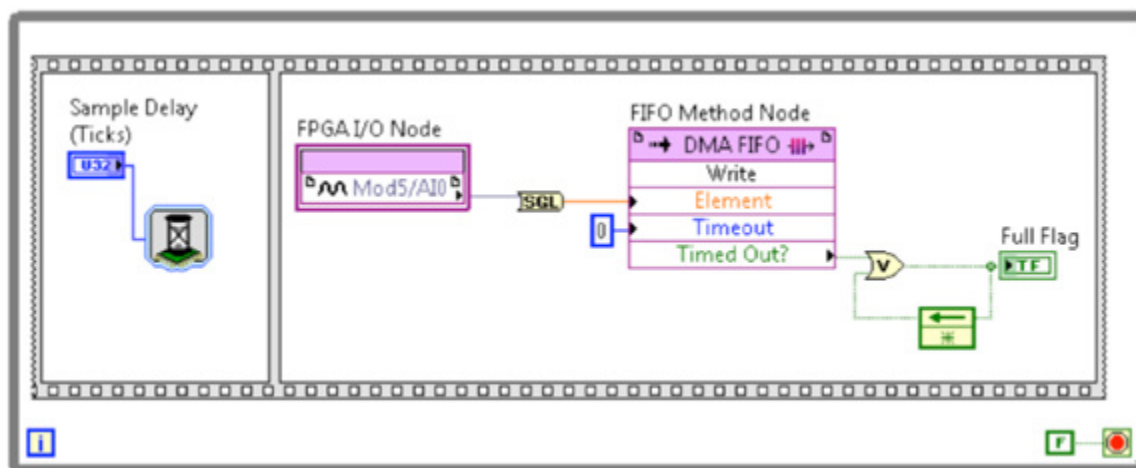 Sample Delay
(Ticks)
U32
FPGA I/O Node
Mod5/AI0
SGL
FIFO Method Node
DMA FIFO
Write
Element
0
Timeout
Timed Out?
V
Full Flag
TF
i
F